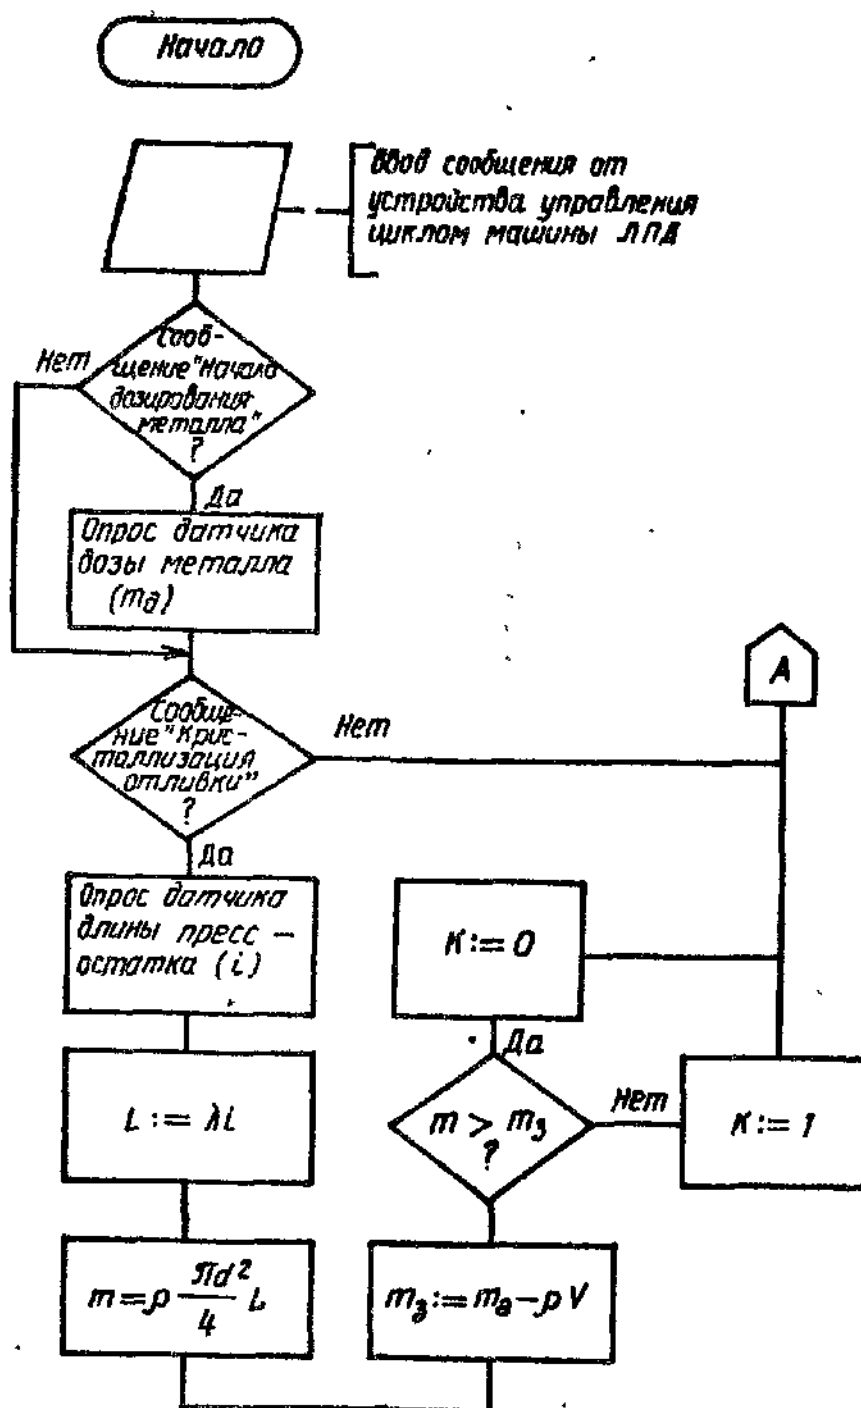 Начало
Ввод сообщения от
устройства управления
циклом машины ЛПД
Сооб-
щение "Начало
дозирования
металла"
?
Нет
Да
Опрос датчика
дозы металла
(mд)
Сообще-
ние "Крис-
таллизация
отливки"
?
Нет
Да
A
Опрос датчика
длины пресс -
остатка (i)
K := 0
Да
L := λL
m > mз
?
Нет
K := 1
m = ρ πd²/4 L
mз := mд - ρV